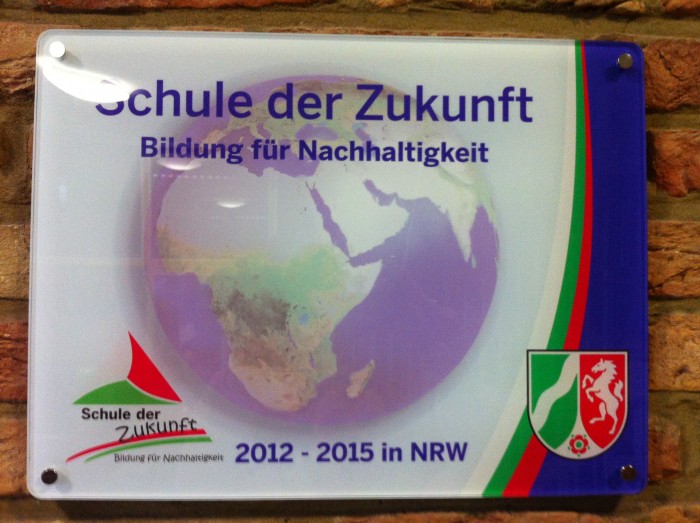 Schule der Zukunft
Bildung für Nachhaltigkeit
Schule der
Zukunft
Bildung für Nachhaltigkeit
2012 - 2015 in NRW